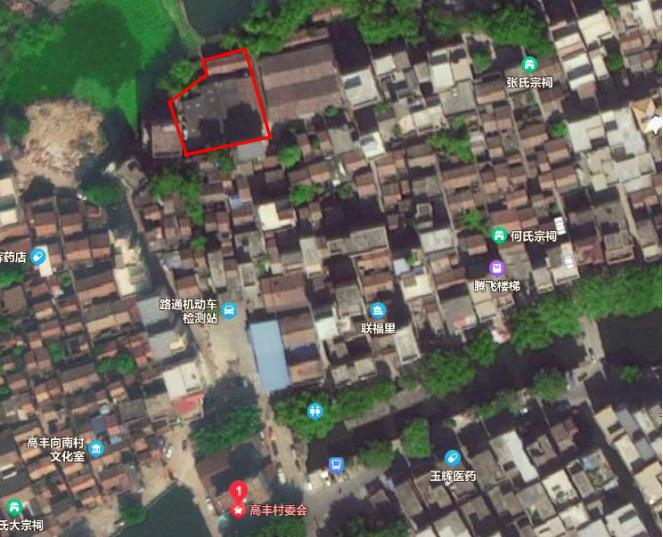 张氏宗祠
何氏宗祠
药店
腾飞楼梯
路通机动车
检测站
联福里
高丰向南村
文化室
玉辉医药
1
高丰村委会
氏大宗祠